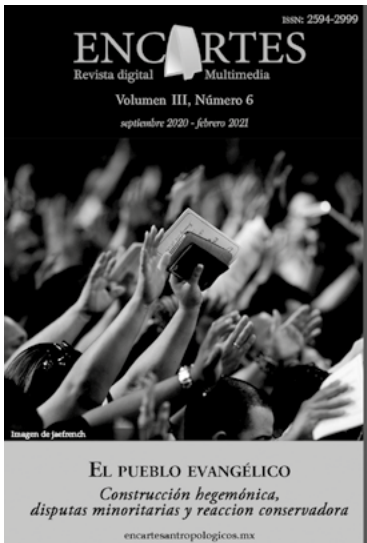 ISSN: 2594-2999
ENCARTES
Revista digital Multimedia
Volumen III, Número 6
septiembre 2020 - febrero 2021
Imagen de jaefrench
EL PUEBLO EVANGÉLICO
Construcción hegemónica,
disputas minoritarias y reaccion conservadora
encartesantropologicos.mx